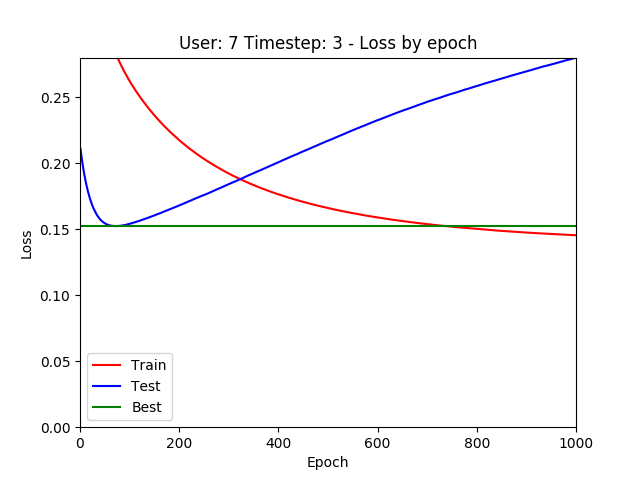 User: 7 Timestep: 3 - Loss by epoch
0.25
0.20
0.15
0.10
0.05
0.00
Loss
Train
Test
Best
0 200 400 600 800 1000
Epoch